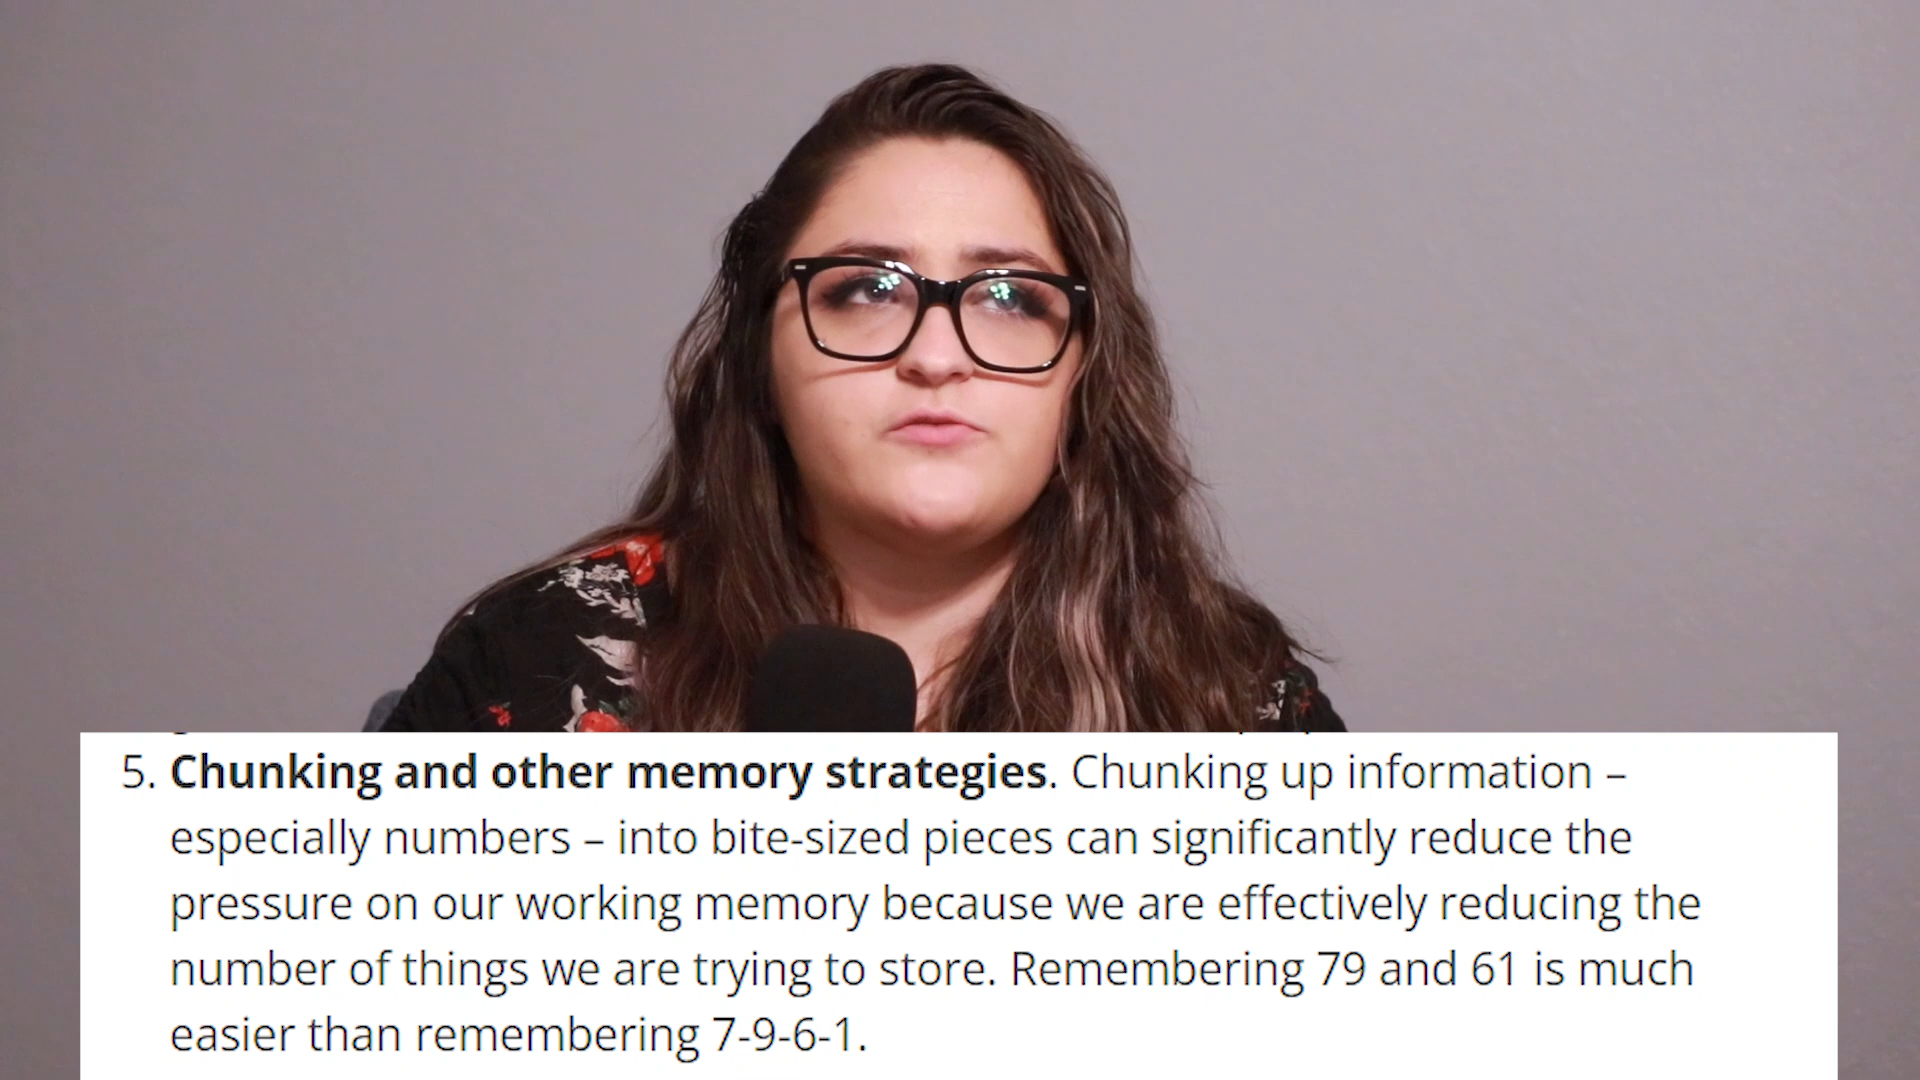 5. Chunking and other memory strategies. Chunking up information –
especially numbers – into bite-sized pieces can significantly reduce the
pressure on our working memory because we are effectively reducing the
number of things we are trying to store. Remembering 79 and 61 is much
easier than remembering 7-9-6-1.